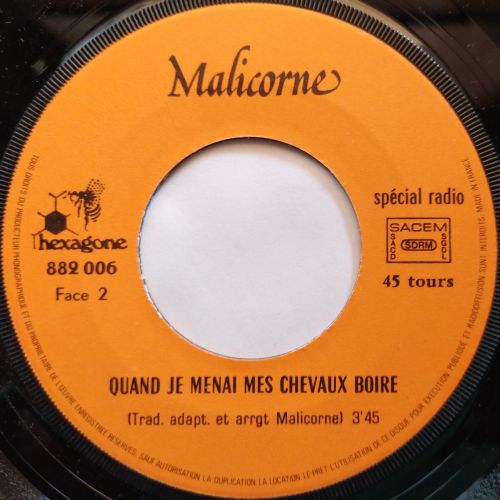 Malicorne
hexagone
882 006
Face 2
spécial radio
SACEM
SACD
SDRM
SGDL
45 tours
QUAND JE MENAI MES CHEVAUX BOIRE
(Trad. adapt. et arrgt Malicorne) 3'45
TOUS DROITS DU PRODUCTEUR PHONOGRAPHIQUE ET DU PROPRIETAIRE DE L'ŒUVRE ENREGISTREE RESERVES. SAUF AUTORISATION LA DUPLICATION LA LOCATION LE PRET L'UTILISATION DE CE DISQUE POUR EXECUTION PUBLIQUE ET RADIODIFFUSION SONT INTERDITS. MADE IN FRANCE.